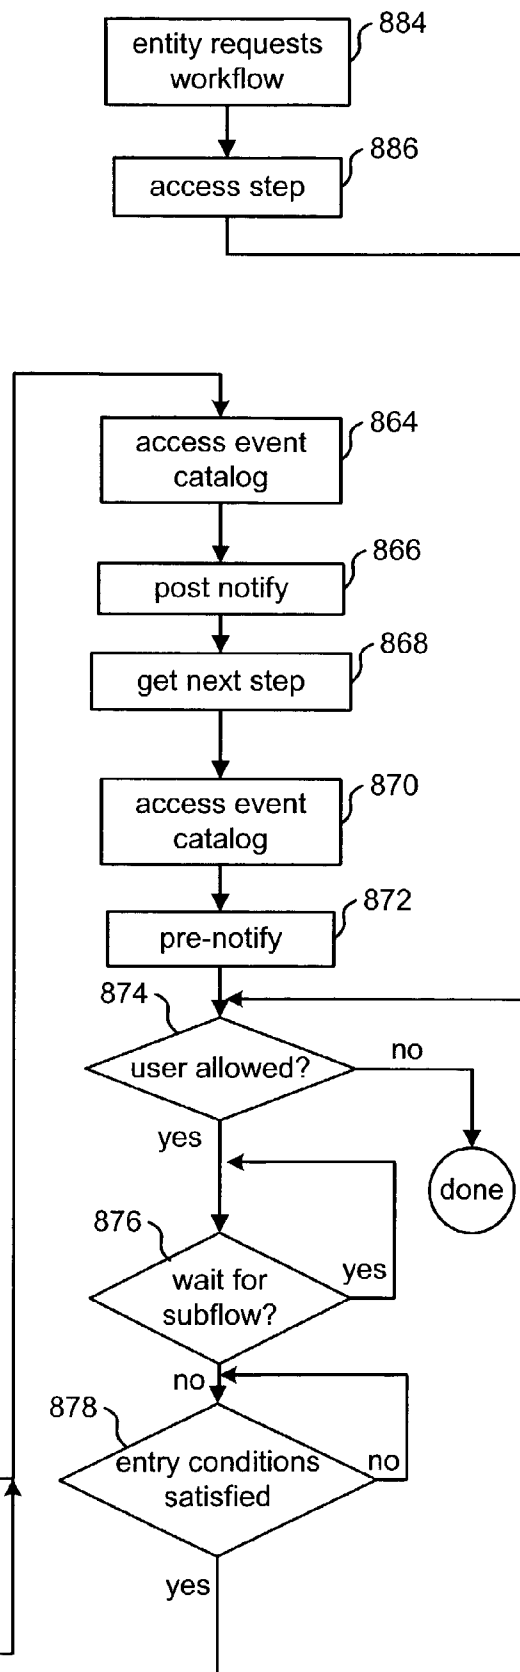 884
entity requests
workflow
886
access step
864
access event
catalog
866
post notify
868
get next step
870
access event
catalog
872
pre-notify
874
user allowed?
no
yes
done
876
wait for
subflow?
yes
no
878
entry conditions
satisfied
no
yes